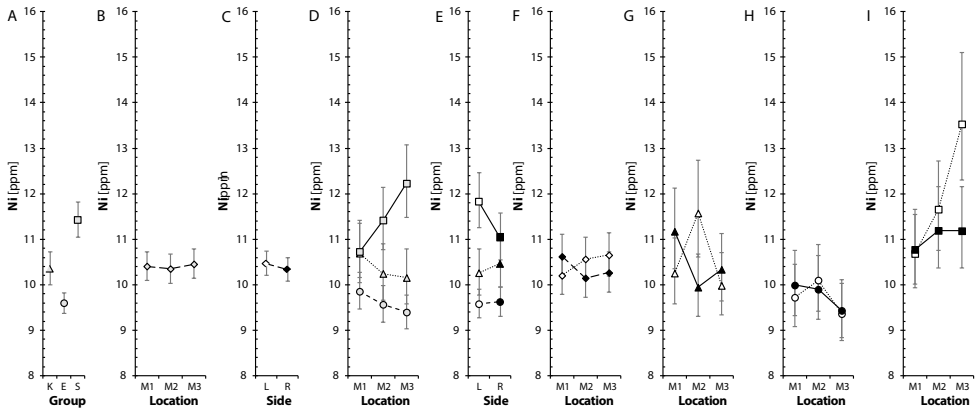 A B C D E F G H I
16 16 16 16 16 16 16 16 16
15 15 15 15 15 15 15 15 15
14 14 14 14 14 14 14 14 14
13 13 13 13 13 13 13 13 13
12 12 12 12 12 12 12 12 12
Ni [ppm] Ni [ppm] Ni [ppm] Ni [ppm] Ni [ppm] Ni [ppm] Ni [ppm] Ni [ppm]
11 11 11 11 11 11 11 11 11
10 10 10 10 10 10 10 10 10
9 9 9 9 9 9 9 9 9
8 8 8 8 8 8 8 8 8
K E S M1 M2 M3 L R M1 M2 M3 L R M1 M2 M3 M1 M2 M3 M1 M2 M3 M1 M2 M3
Group Location Side Location Side Location Location Location Location